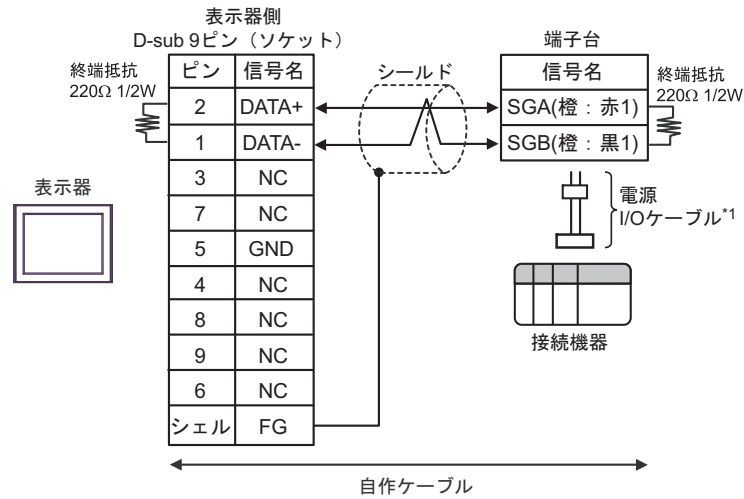 表示器側
D-sub 9ピン（ソケット）
端子台
終端抵抗
220Ω 1/2W
ピン 信号名
シールド
信号名
終端抵抗
220Ω 1/2W
2 DATA+
SGA(橙：赤1)
1 DATA-
SGB(橙：黒1)
3 NC
表示器
7 NC
電源
I/Oケーブル*1
5 GND
4 NC
8 NC
接続機器
9 NC
6 NC
シェル FG
自作ケーブル